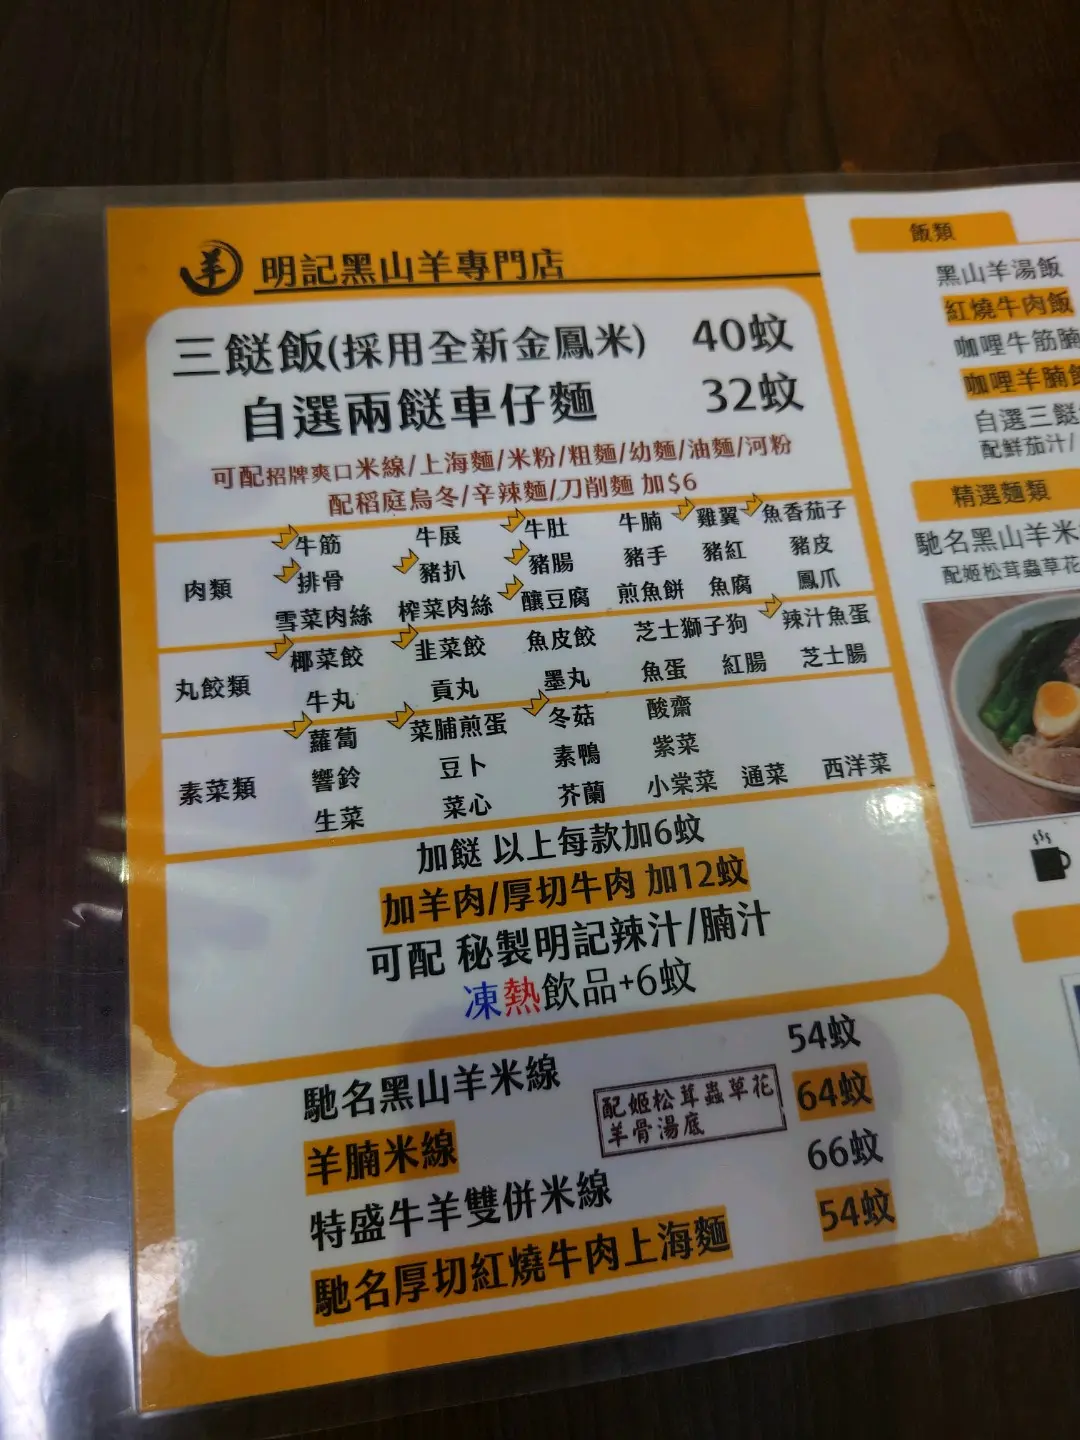 羊 明記黑山羊專門店
三餸飯(採用全新金鳳米) 40蚊
自選兩餸車仔麵 32蚊
可配招牌爽口米線/上海麵/米粉/粗麵/幼麵/油麵/河粉
配稻庭烏冬/辛辣麵/刀削麵 加$6
肉類
牛筋 牛展 牛肚 牛腩 雞翼 魚香茄子
排骨 豬扒 豬腸 豬手 豬紅 豬皮
雪菜肉絲 榨菜肉絲 釀豆腐 煎魚餅 魚腐 鳳爪
丸餃類
椰菜餃 韭菜餃 魚皮餃 芝士獅子狗 辣汁魚蛋
牛丸 貢丸 墨丸 魚蛋 紅腸 芝士腸
素菜類
蘿蔔 菜脯煎蛋 冬菇 酸齋
響鈴 豆卜 素鴨 紫菜
生菜 菜心 芥蘭 小棠菜 通菜 西洋菜
加餸 以上每款加6蚊
加羊肉/厚切牛肉 加12蚊
可配 秘製明記辣汁/腩汁
凍熱飲品+6蚊
馳名黑山羊米線 54蚊
羊腩米線 64蚊
配姬松茸蟲草花
羊骨湯底
特盛牛羊雙併米線 66蚊
馳名厚切紅燒牛肉上海麵 54蚊
飯類
黑山羊湯飯
紅燒牛肉飯
咖哩牛筋腩
咖哩羊腩飯
自選三餸
配鮮茄汁/
精選麵類
馳名黑山羊米
配姬松茸蟲草花